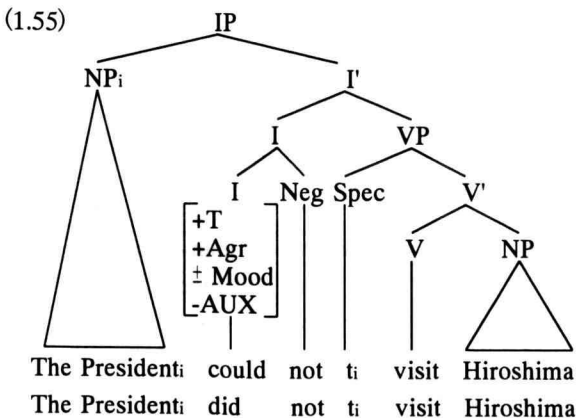 (1.55) IP
NPi I'
I VP
I Neg Spec V'
+T
+Agr V NP
± Mood
-AUX
The Presidenti could not ti visit Hiroshima
The Presidenti did not ti visit Hiroshima